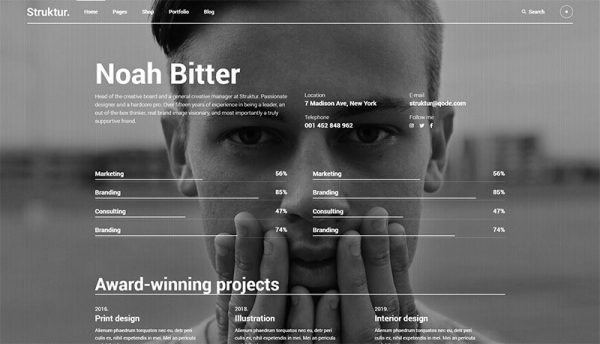 Struktur. Home Pages Shop Portfolio Blog Search
Noah Bitter
Head of the creative board and a general creative manager at Struktur. Passionate
designer and a hardcore pro. Over fifteen years of experience in being a leader, an
out-of-the-box thinker, real brand image visionary, and most importantly a truly
supportive friend.
Location
7 Madison Ave, New York
Telephone
001 452 848 962
E-mail
struktur@qode.com
Follow me
Marketing 56%
Branding 85%
Consulting 47%
Branding 74%
Marketing 56%
Branding 85%
Consulting 47%
Branding 74%
Award-winning projects
2016.
Print design
Alienum phaedrum torquatos nec eu, detr peri
culis ex, nihil expetendis in mei. Mei an pericula
2018.
Illustration
Alienum phaedrum torquatos nec eu, detr peri
culis ex, nihil expetendis in mei. Mei an pericula
2019.
Interior design
Alienum phaedrum torquatos nec eu, detr peri
culis ex, nihil expetendis in mei. Mei an pericula